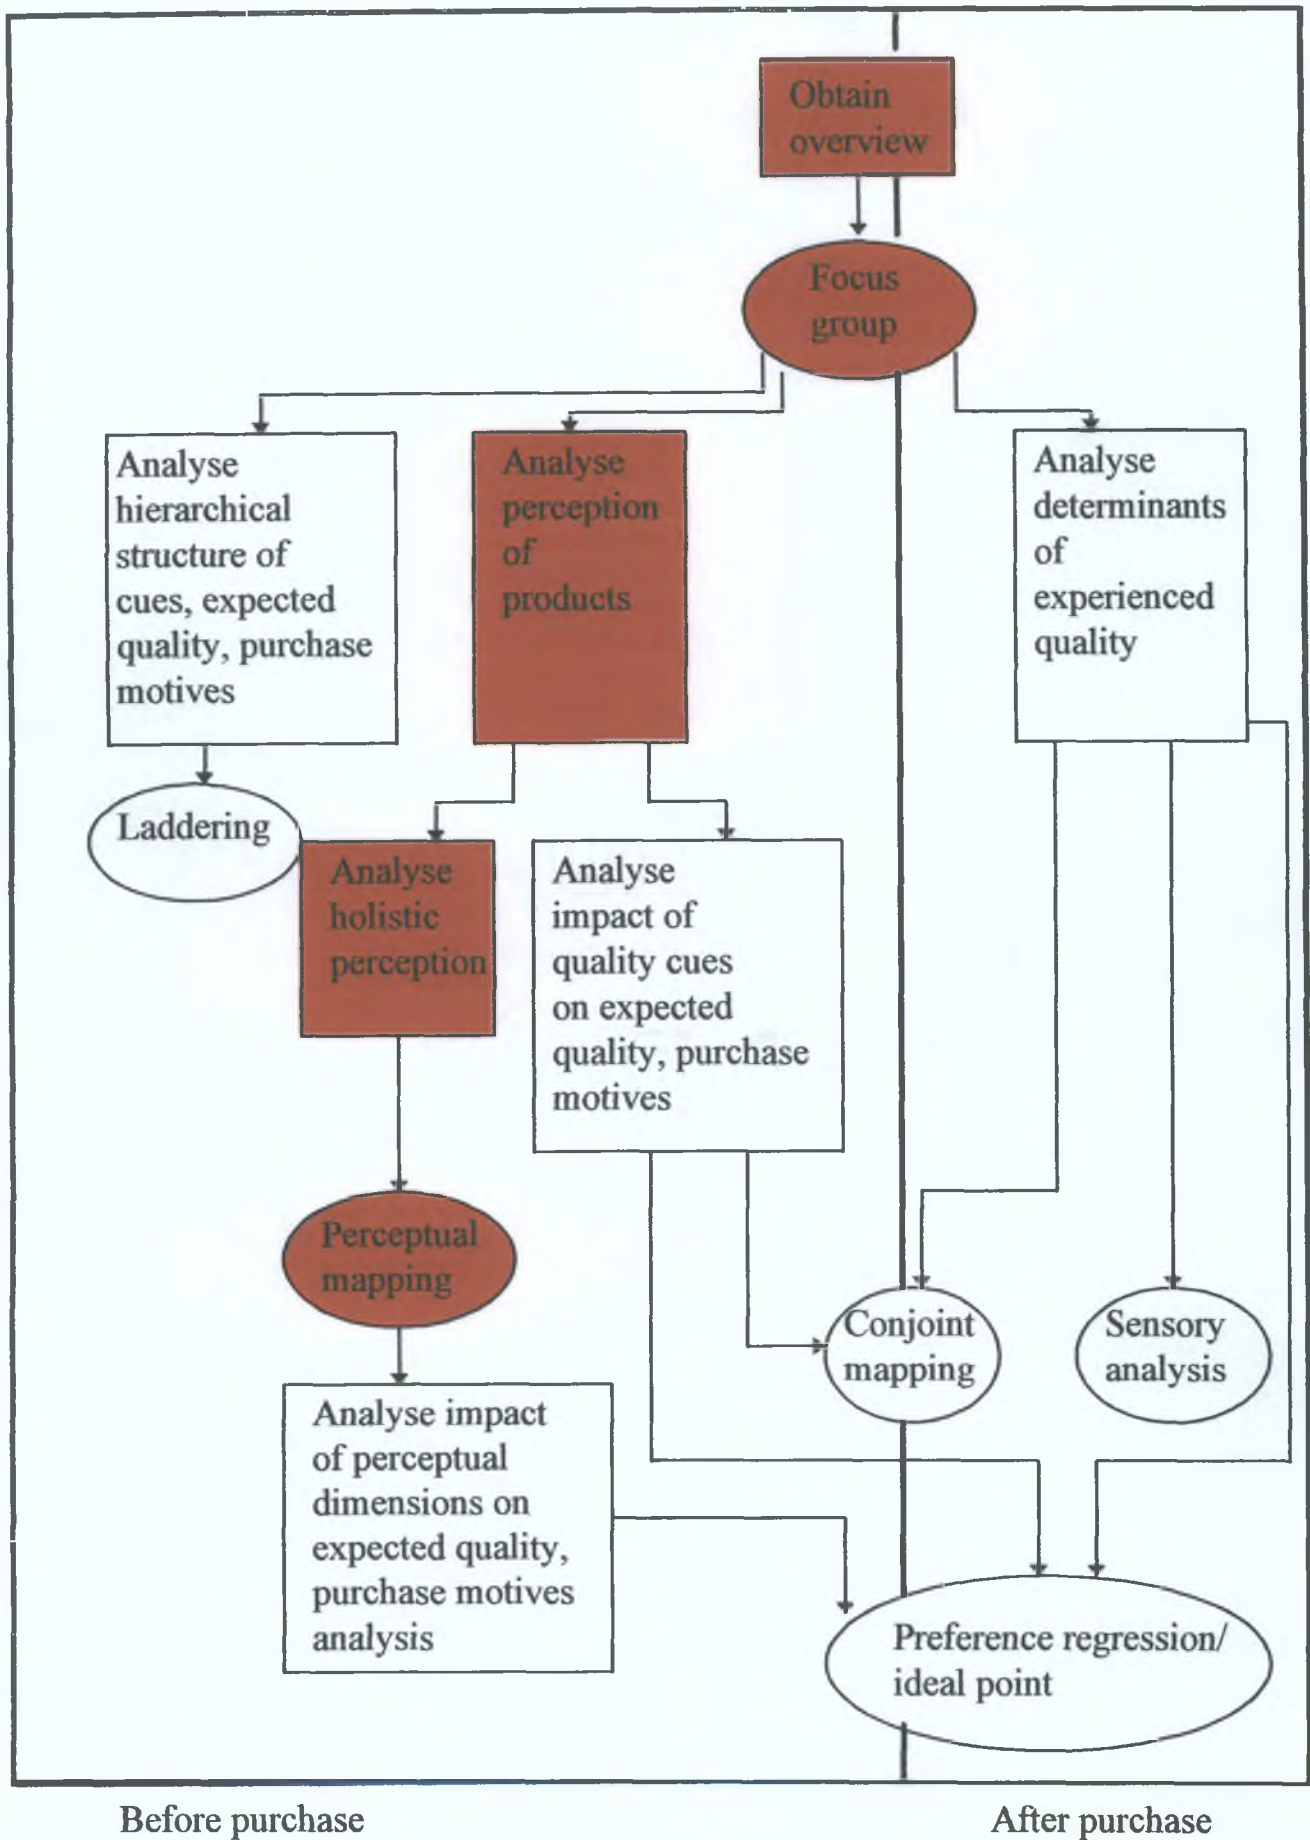 Obtain
overview
Focus
group
Analyse
hierarchical
structure of
cues, expected
quality, purchase
motives
Analyse
perception
of
products
Analyse
determinants
of
experienced
quality
Laddering
Analyse
holistic
perception
Analyse
impact of
quality cues
on expected
quality, purchase
motives
Perceptual
mapping
Conjoint
mapping
Sensory
analysis
Analyse impact
of perceptual
dimensions on
expected quality,
purchase motives
analysis
Preference regression/
ideal point
Before purchase
After purchase